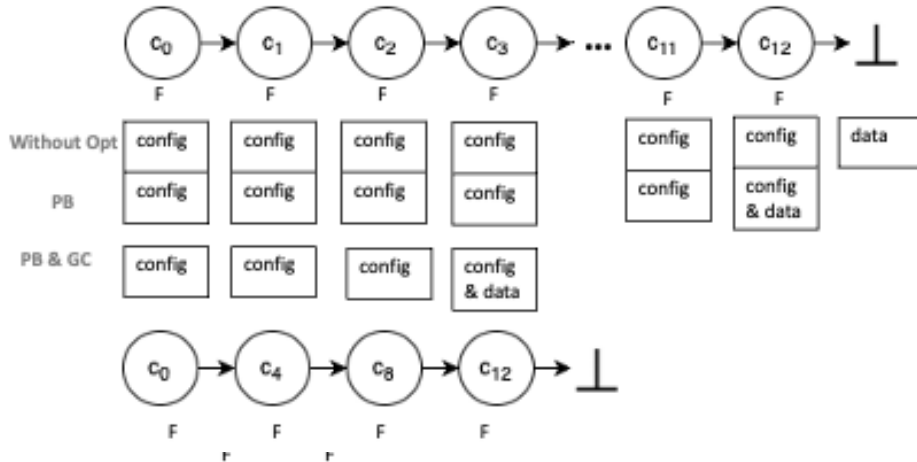 c0 c1 c2 c3 ... c11 c12 ⊥
F F F F F F
Without Opt config config config config config config data
PB config config config config config config
& data
PB & GC config config config config
& data
c0 c4 c8 c12 ⊥
F F F F
F F